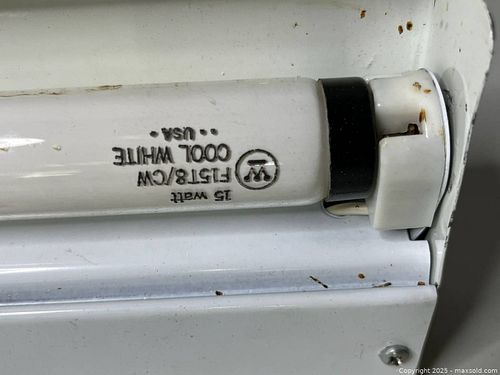 15 watt
F15T8/CW
COOL WHITE
•• USA •
Copyright 2025 - maxsold.com